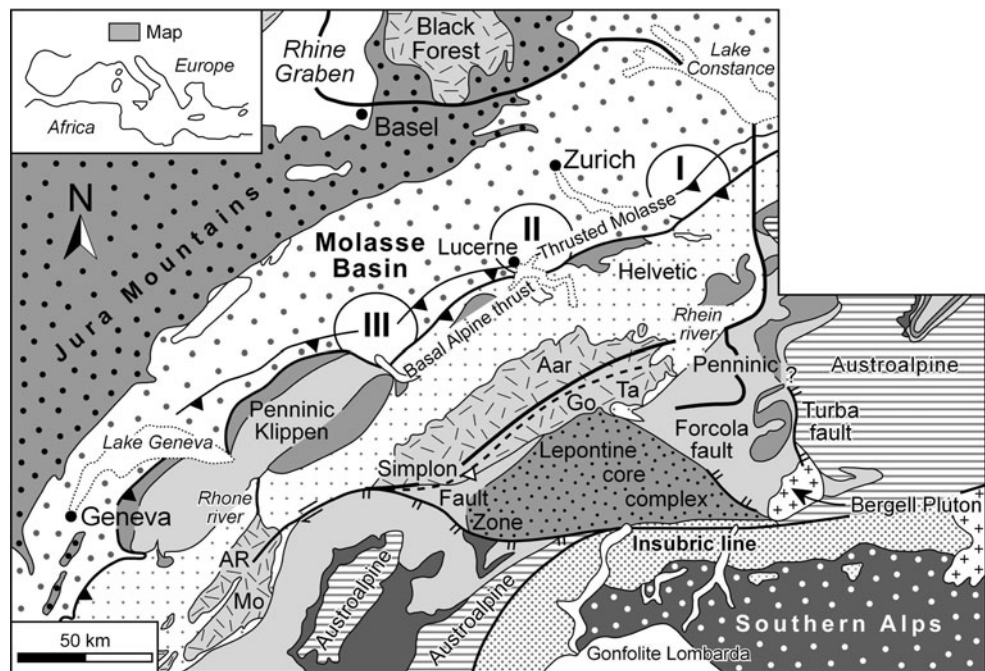 Map
Europe
Africa
Rhine
Graben
Black
Forest
Lake
Constance
Basel
Zurich
I
N
Jura Mountains
Molasse
Basin
II
Lucerne
Thrusted Molasse
Helvetic
III
Basal Alpine thrust
Rhein
river
Aar
Penninic
Austroalpine
Ta
Go
?
Penninic
Klippen
Turba
fault
Forcola
fault
Lake Geneva
Lepontine
core
complex
Simplon
Fault
Zone
Rhone
river
Geneva
Bergell Pluton
Insubric line
AR
Mo
Austroalpine
Austroalpine
Southern Alps
50 km
Gonfolite Lombarda